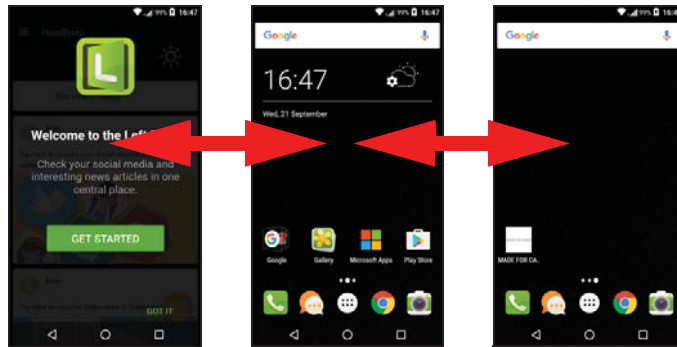 99% 16:47
Headlines
Welcome to the Left
Check your social media and
interesting news articles in one
central place.
GET STARTED
GOT IT
99% 16:47
Google
16:47
Wed, 21 September
Google Gallery Microsoft Apps Play Store
99% 16:47
Google
MADE FOR CA..